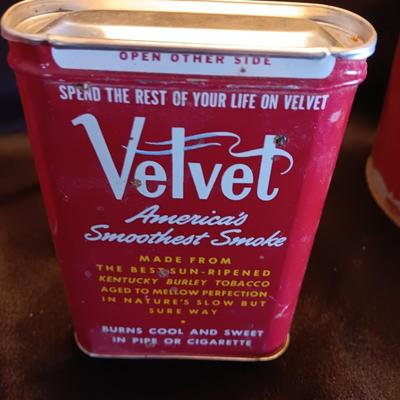 OPEN OTHER SIDE
SPEND THE REST OF YOUR LIFE ON VELVET
Velvet
America's
Smoothest Smoke
MADE FROM
THE BEST SUN-RIPENED
KENTUCKY BURLEY TOBACCO
AGED TO MELLOW PERFECTION
IN NATURE'S SLOW BUT
SURE WAY
BURNS COOL AND SWEET
IN PIPE OR CIGARETTE